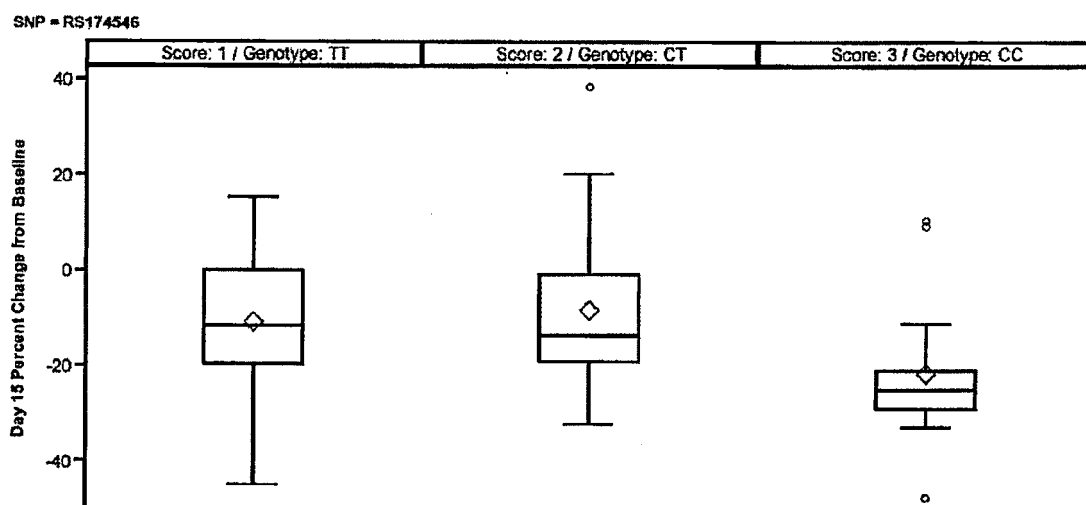 SNP = RS174546
Score: 1 / Genotype: TT
Score: 2 / Genotype: CT
Score: 3 / Genotype: CC
Day 15 Percent Change from Baseline
40
20
0
-20
-40